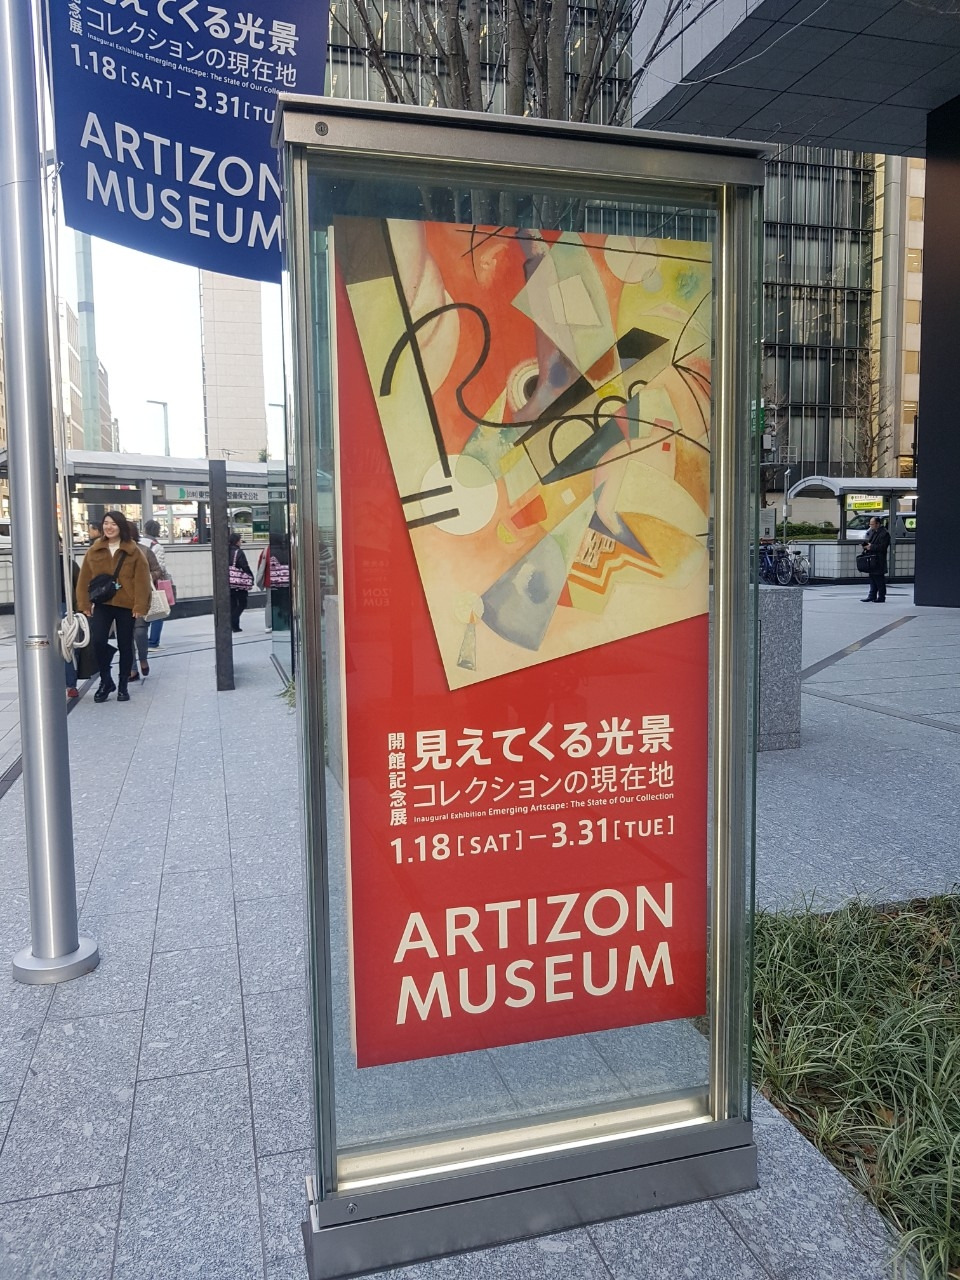 念展
見えてくる光景
コレクションの現在地
Inaugural Exhibition Emerging Artscape: The State of Our
1.18[SAT]－3.31[TU
ARTIZON
MUSEUM
開館記念展
見えてくる光景
コレクションの現在地
Inaugural Exhibition Emerging Artscape: The State of Our Collection
1.18[SAT]－3.31[TUE]
ARTIZON
MUSEUM